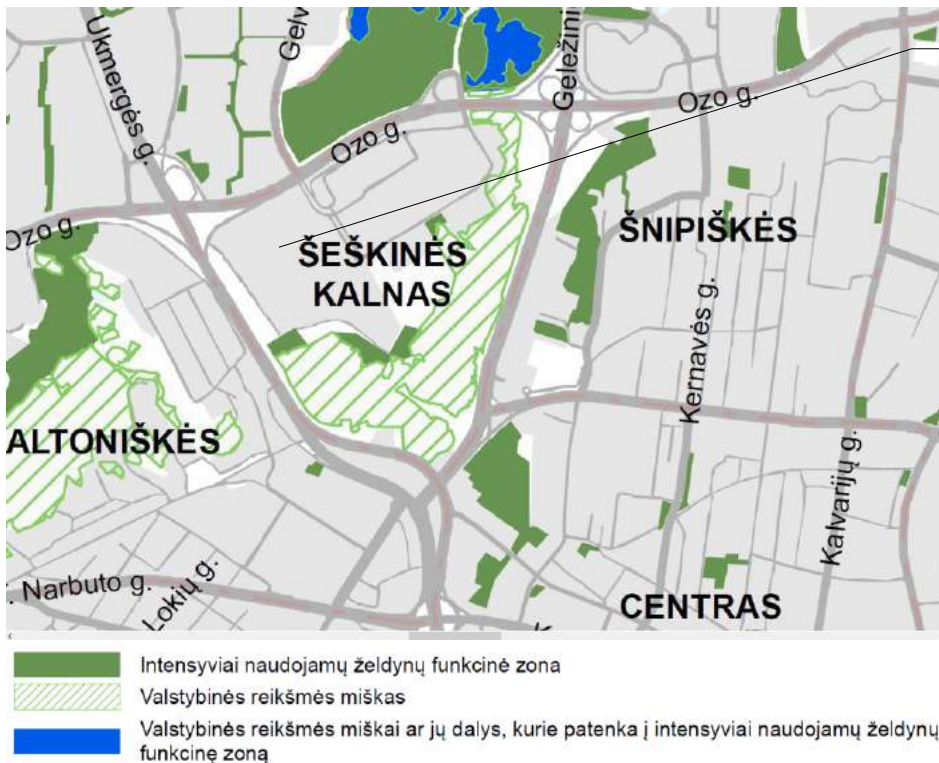 Ukmergės g.
Gelv
Geležini
Ozo g.
Ozo g.
Ozo g.
ŠEŠKINĖS
KALNAS
ŠNIPIŠKĖS
Kernavės g.
ALTONIŠKĖS
Kalvarijų g.
. Narbuto g.
Lokių g.
CENTRAS
Intensyviai naudojamų želdynų funkcinė zona
Valstybinės reikšmės miškas
Valstybinės reikšmės miškai ar jų dalys, kurie patenka į intensyviai naudojamų želdynų
funkcinę zoną